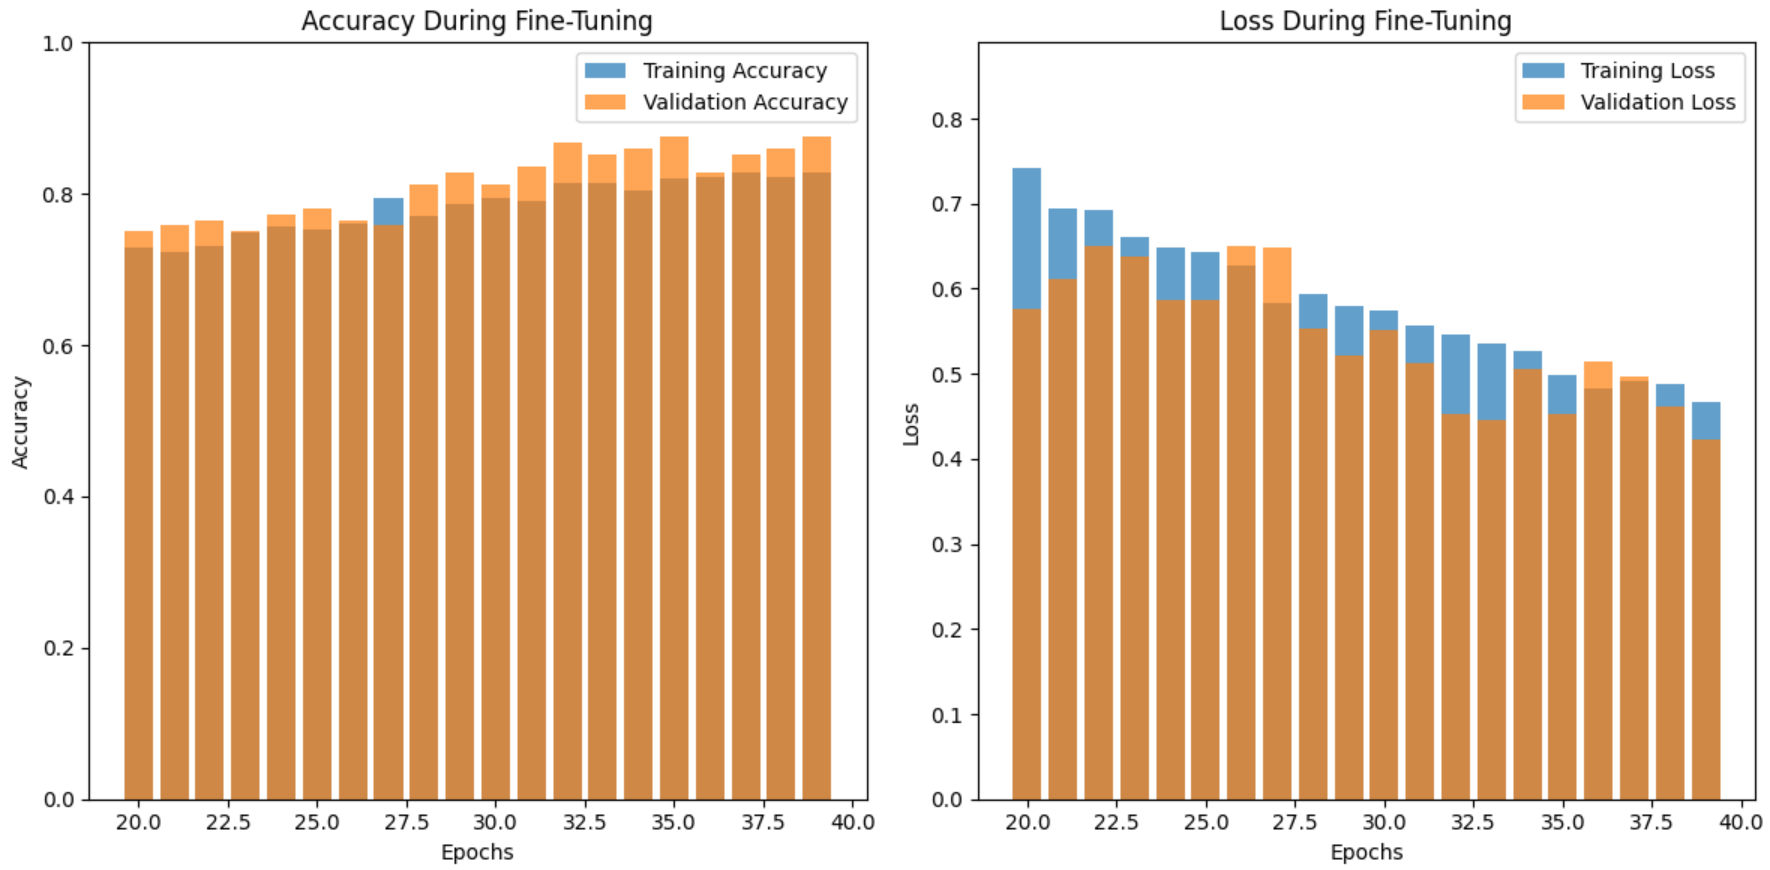 Accuracy During Fine-Tuning
1.0
0.8
0.6
0.4
0.2
0.0
Accuracy
Training Accuracy
Validation Accuracy
20.0 22.5 25.0 27.5 30.0 32.5 35.0 37.5 40.0
Epochs
Loss During Fine-Tuning
0.8
0.7
0.6
0.5
0.4
0.3
0.2
0.1
0.0
Loss
Training Loss
Validation Loss
20.0 22.5 25.0 27.5 30.0 32.5 35.0 37.5 40.0
Epochs